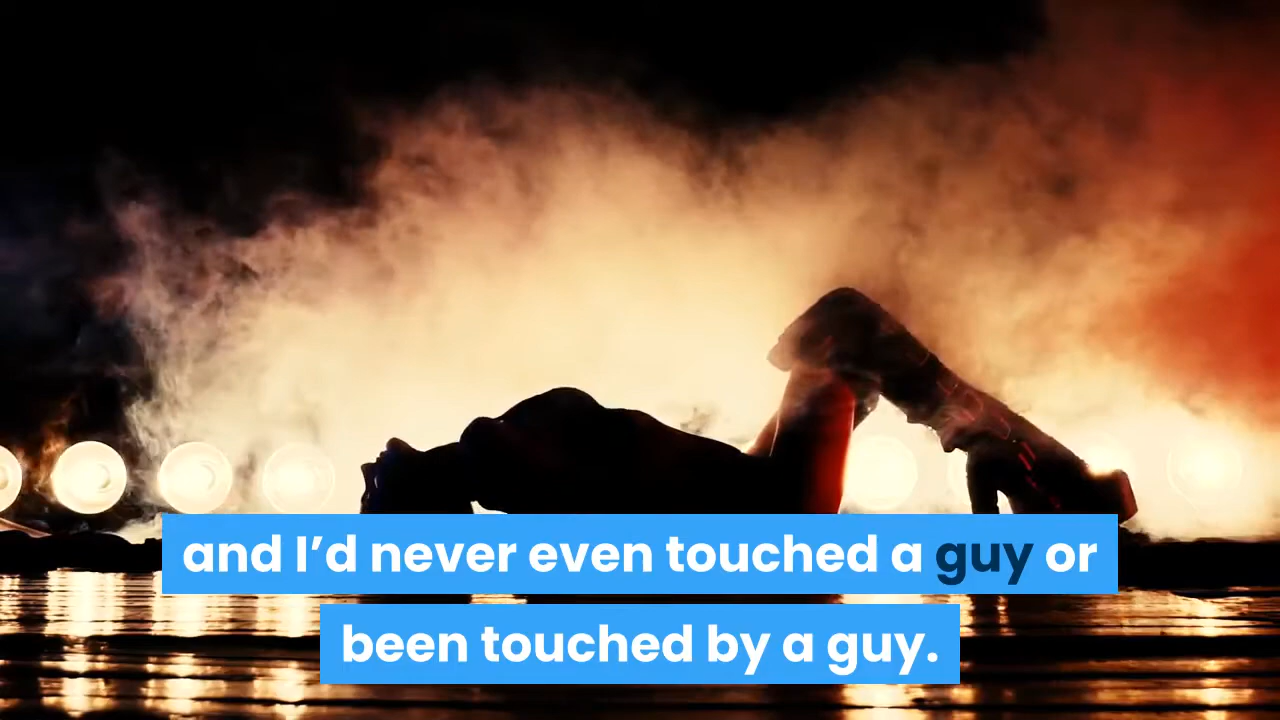 and I’d never even touched a guy or
been touched by a guy.